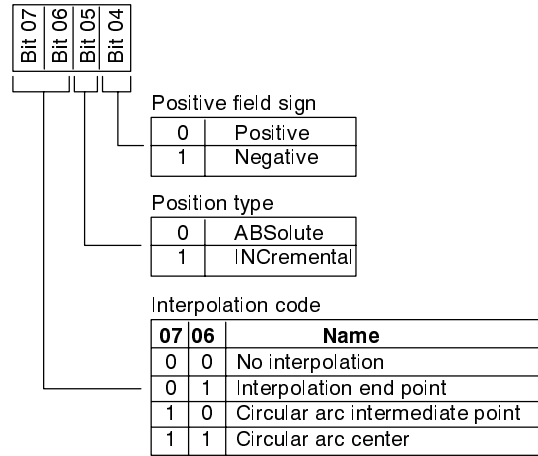 Bit 07 Bit 06 Bit 05 Bit 04
Positive field sign
0 Positive
1 Negative
Position type
0 ABSolute
1 INCremental
Interpolation code
07 06 Name
0 0 No interpolation
0 1 Interpolation end point
1 0 Circular arc intermediate point
1 1 Circular arc center